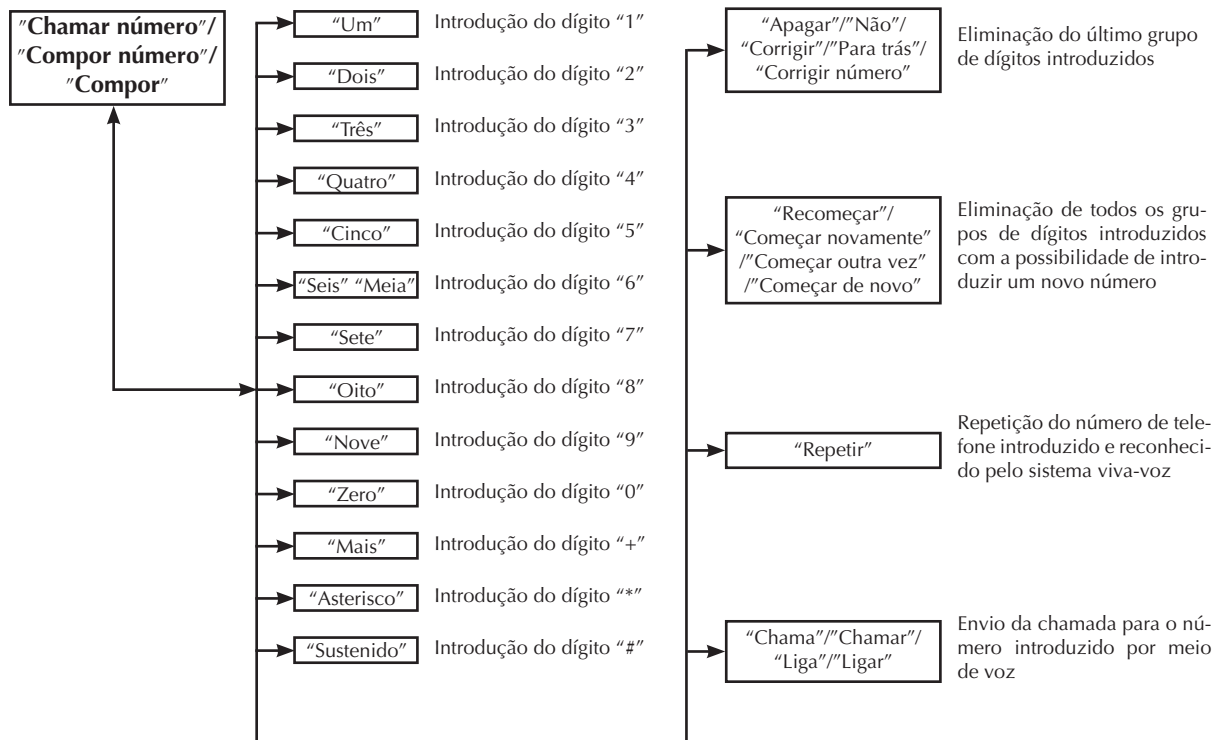 "Chamar número"/
"Compor número"/
"Compor"
“Um”
Introdução do dígito “1”
“Dois”
Introdução do dígito “2”
“Três”
Introdução do dígito “3”
“Quatro”
Introdução do dígito “4”
“Cinco”
Introdução do dígito “5”
“Seis” “Meia”
Introdução do dígito “6”
“Sete”
Introdução do dígito “7”
“Oito”
Introdução do dígito “8”
“Nove”
Introdução do dígito “9”
“Zero”
Introdução do dígito “0”
“Mais”
Introdução do dígito “+”
“Asterisco”
Introdução do dígito “*”
“Sustenido”
Introdução do dígito “#”
“Apagar”/”Não”/
“Corrigir”/”Para trás”/
“Corrigir número”
Eliminação do último grupo
de dígitos introduzidos
“Recomeçar”/
“Começar novamente”
/”Começar outra vez”
/”Começar de novo”
Eliminação de todos os gru-
pos de dígitos introduzidos
com a possibilidade de intro-
duzir um novo número
“Repetir”
Repetição do número de tele-
fone introduzido e reconheci-
do pelo sistema viva-voz
“Chama”/”Chamar”/
“Liga”/”Ligar”
Envio da chamada para o nú-
mero introduzido por meio
de voz